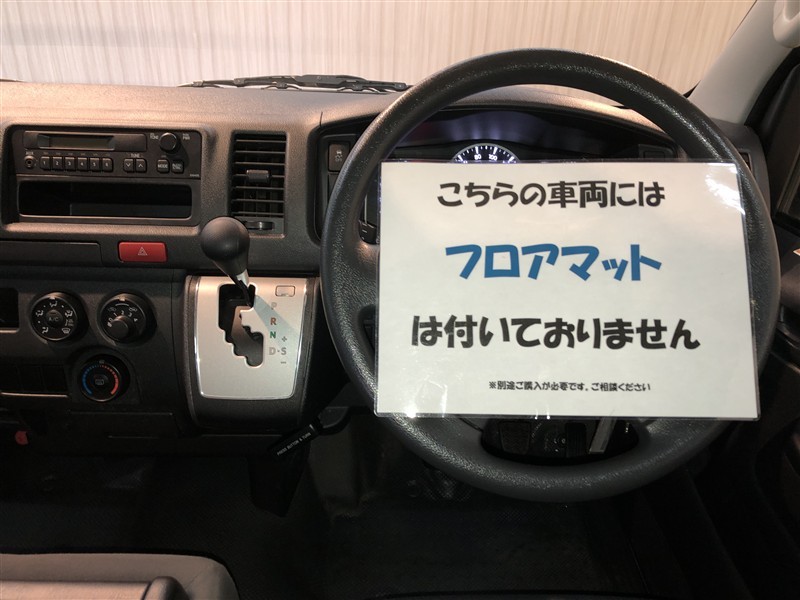 こちらの車両には
フロアマット
は付いておりません
※別途ご購入が必要です。ご相談ください
P
R
N
D・S
+
−